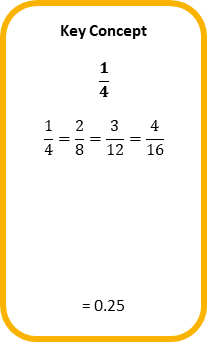 Key Concept
1/4
1/4 = 2/8 = 3/12 = 4/16
= 0.25